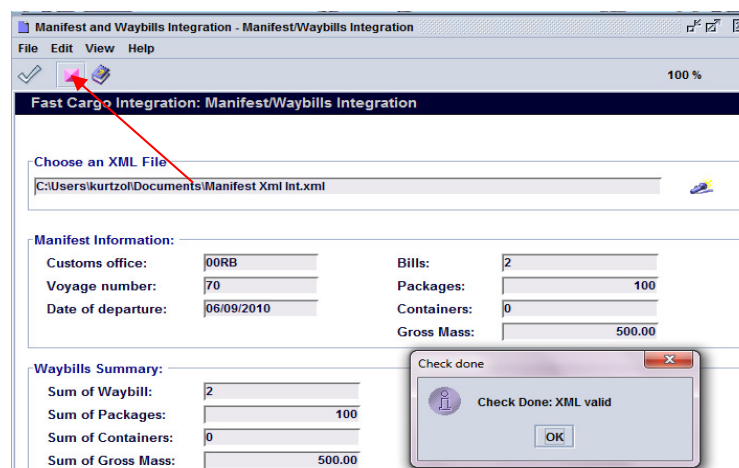 Manifest and Waybills Integration - Manifest/Waybills Integration
File Edit View Help
100 %
Fast Cargo Integration: Manifest/Waybills Integration
Choose an XML File
C:\Users\kurtzol\Documents\Manifest Xml Int.xml
Manifest Information:
Customs office: 00RB Bills: 2
Voyage number: 70 Packages: 100
Date of departure: 06/09/2010 Containers: 0
Gross Mass: 500.00
Waybills Summary:
Sum of Waybill: 2
Sum of Packages: 100
Sum of Containers: 0
Sum of Gross Mass: 500.00
Check done
Check Done: XML valid
OK